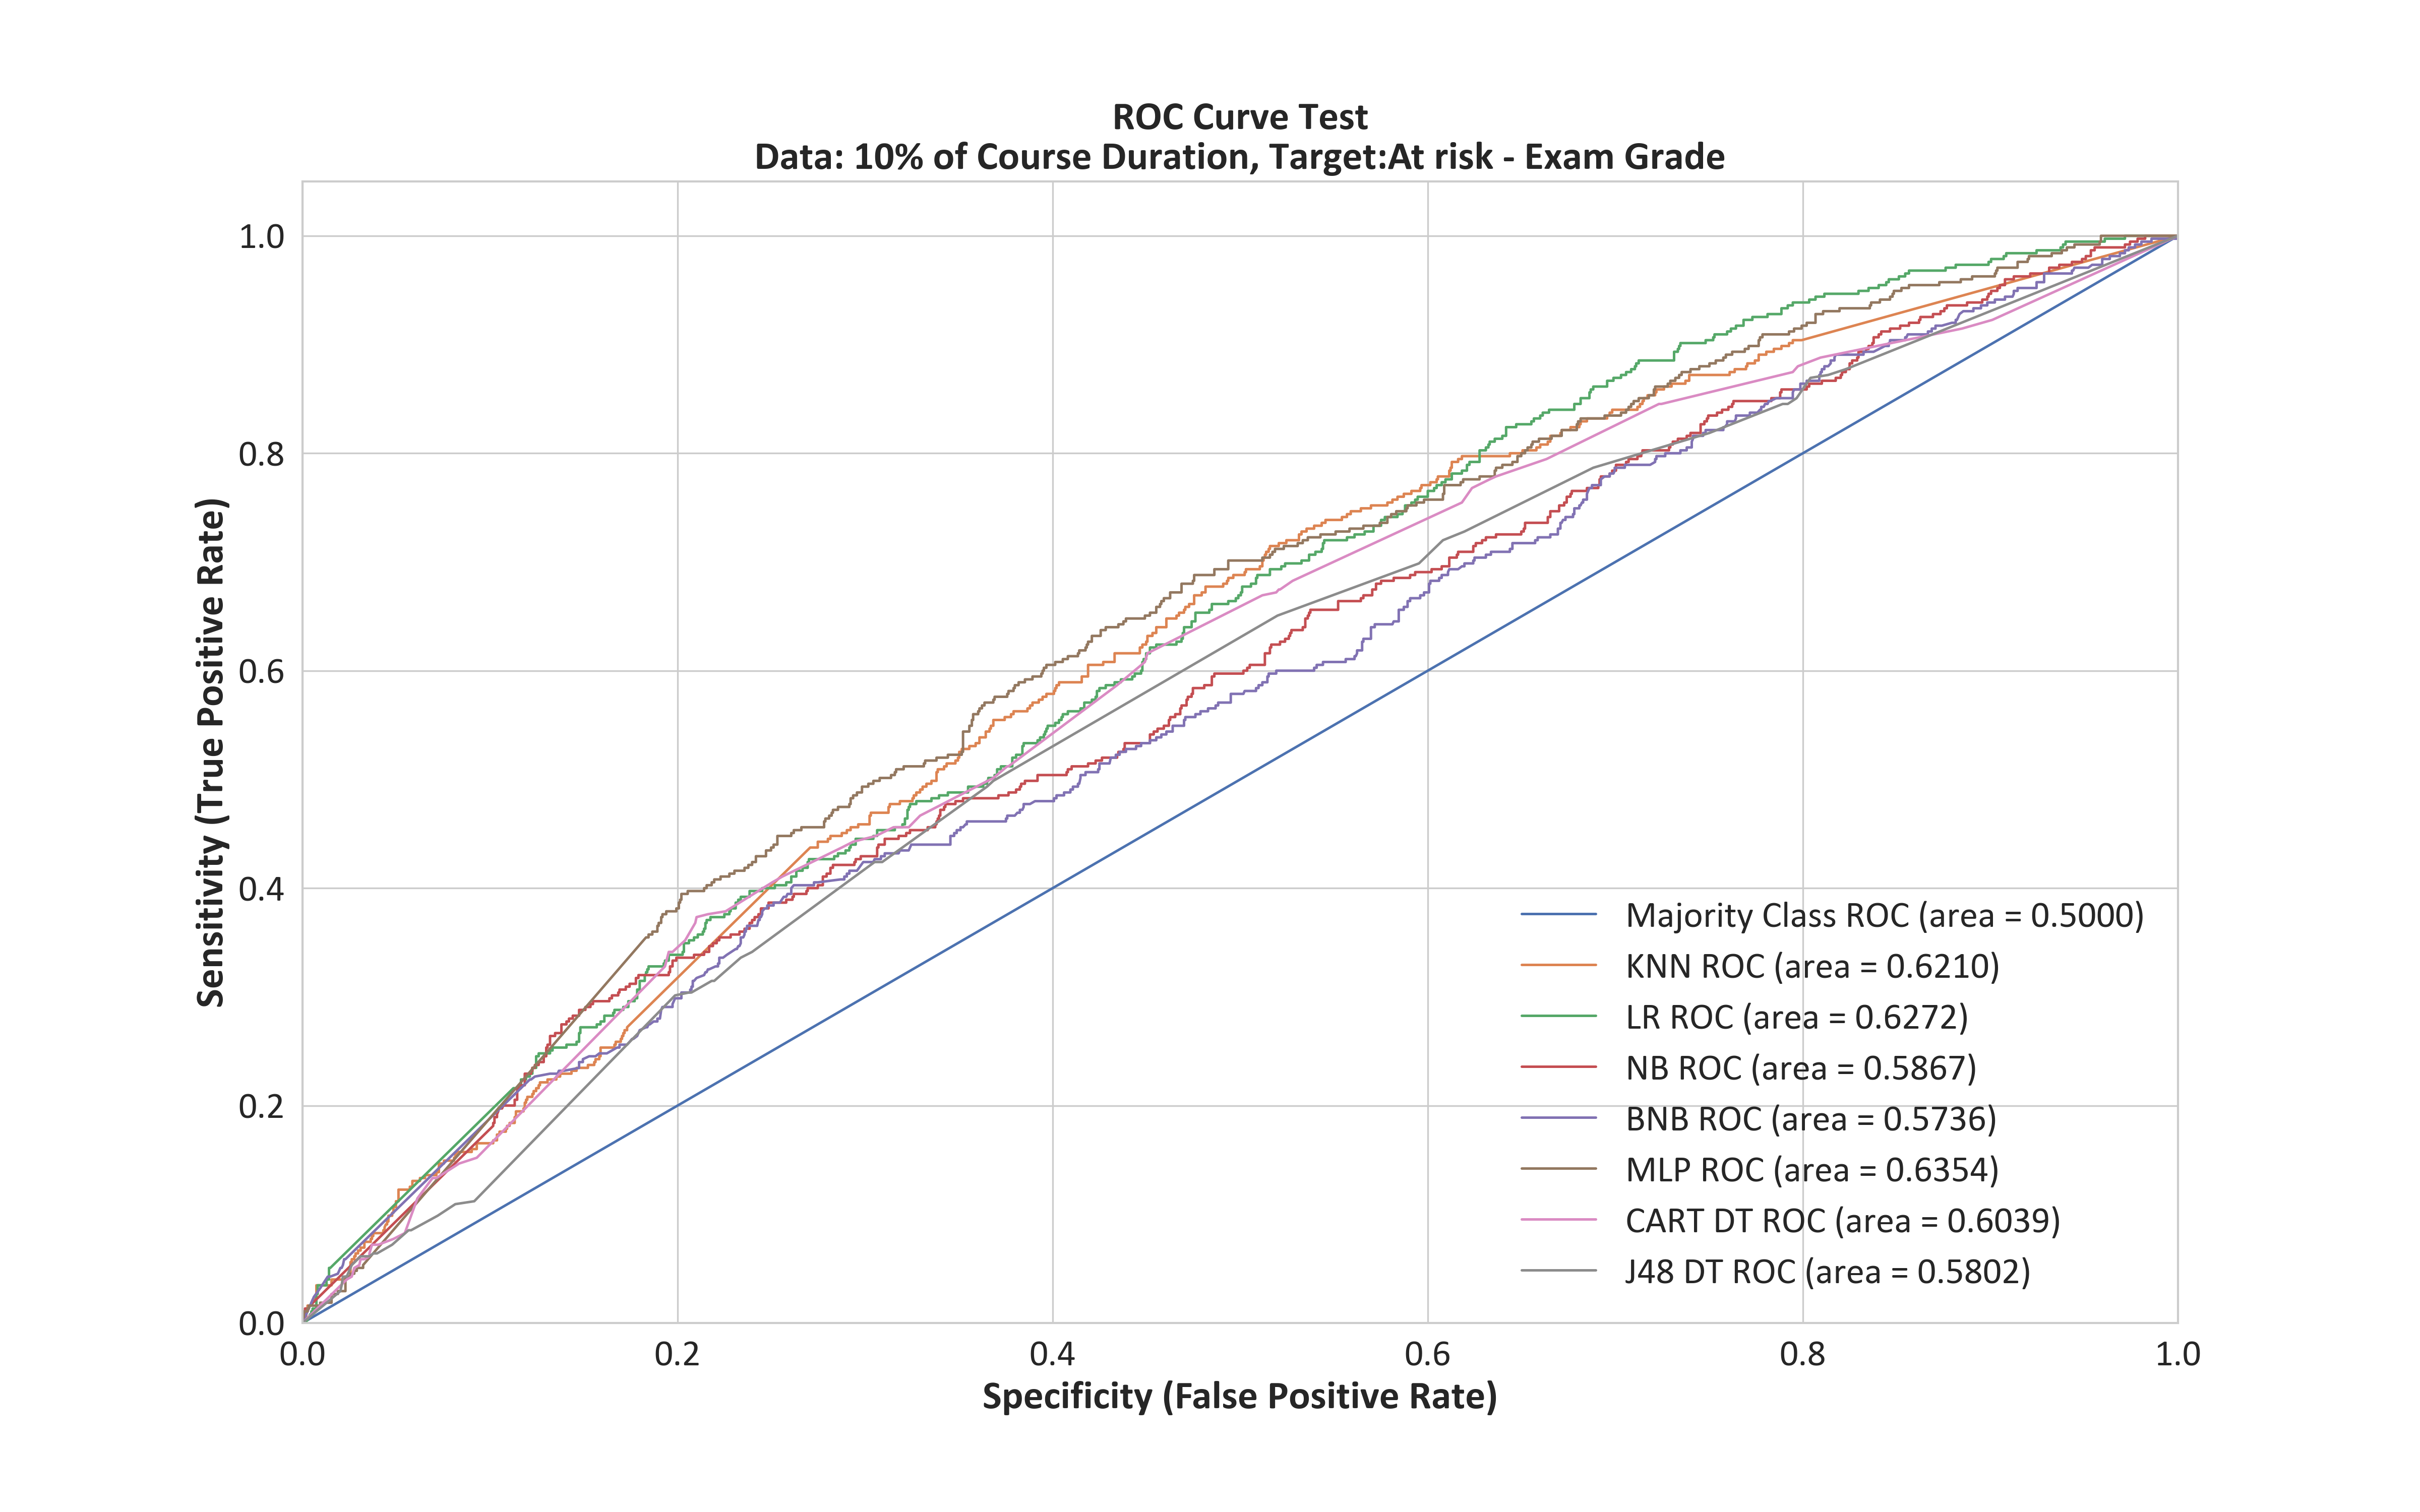 ROC Curve Test
Data: 10% of Course Duration, Target:At risk - Exam Grade
Sensitivity (True Positive Rate)
1.0
0.8
0.6
0.4
0.2
0.0
Majority Class ROC (area = 0.5000)
KNN ROC (area = 0.6210)
LR ROC (area = 0.6272)
NB ROC (area = 0.5867)
BNB ROC (area = 0.5736)
MLP ROC (area = 0.6354)
CART DT ROC (area = 0.6039)
J48 DT ROC (area = 0.5802)
0.0 0.2 0.4 0.6 0.8 1.0
Specificity (False Positive Rate)